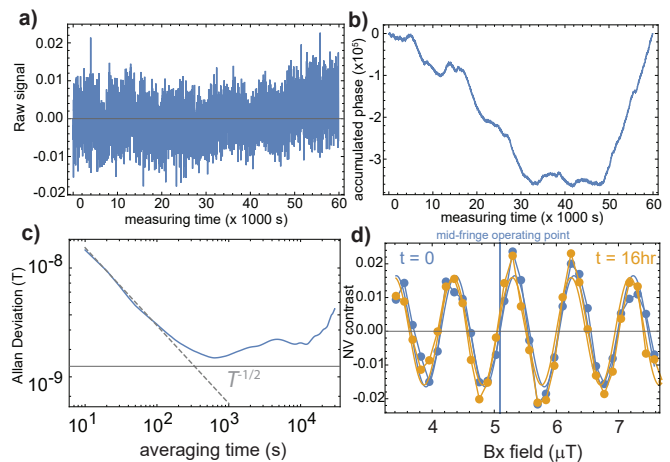 a)
Raw signal
0.02
0.01
0.00
-0.01
0.02
0 10 20 30 40 50 60
measuring time (x 1000 s)
b)
accumulated phase (x10⁵)
0
-1
-2
-3
0 10 20 30 40 50 60
measuring time (x 1000 s)
c)
Allan Deviation (T)
10⁻⁸
10⁻⁹
T⁻¹/²
10¹ 10² 10³ 10⁴
averaging time (s)
mid-fringe operating point
d)
t = 0
t = 16hr
NV contrast
0.02
0.01
0.00
-0.01
-0.02
4 5 6 7
Bx field (μT)